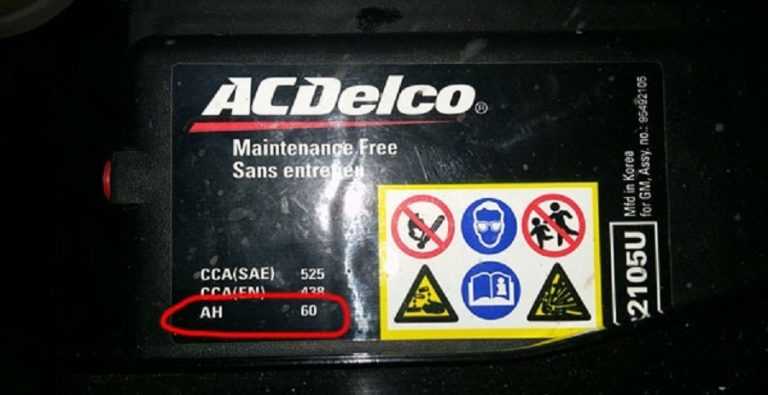 ACDelco®
Maintenance Free
Sans entretien
CCA(SAE) 525
CCA(EN) 438
AH 60
2105U
Mfd in Korea
for GM, Assy. no.: 95492105